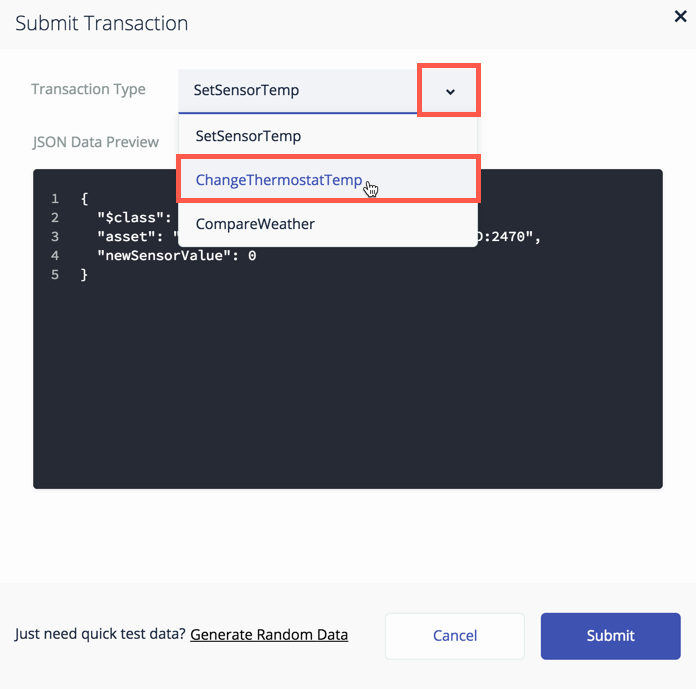 Submit Transaction
Transaction Type
SetSensorTemp
SetSensorTemp
JSON Data Preview
ChangeThermostatTemp
CompareWeather
1 {
2 "$class":
3 "asset": " :2470",
4 "newSensorValue": 0
5 }
Just need quick test data? Generate Random Data
Cancel
Submit